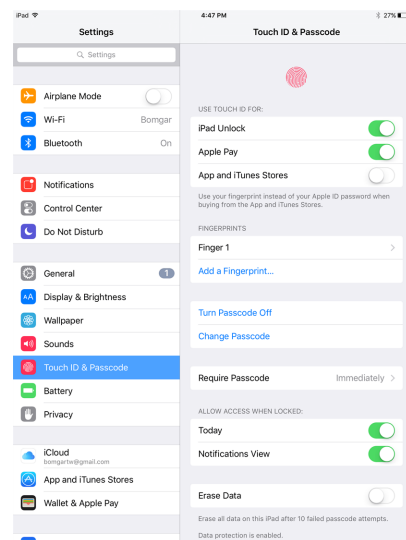 iPad
4:47 PM
27%
Settings
Settings
Airplane Mode
Wi-Fi Bomgar
Bluetooth On
Notifications
Control Center
Do Not Disturb
General 1
AA Display & Brightness
Wallpaper
Sounds
Touch ID & Passcode
Battery
Privacy
iCloud
bomgartw@gmail.com
App and iTunes Stores
Wallet & Apple Pay
Touch ID & Passcode
USE TOUCH ID FOR:
iPad Unlock
Apple Pay
App and iTunes Stores
Use your fingerprint instead of your Apple ID password when
buying from the App and iTunes Stores.
FINGERPRINTS
Finger 1
Add a Fingerprint...
Turn Passcode Off
Change Passcode
Require Passcode Immediately
ALLOW ACCESS WHEN LOCKED:
Today
Notifications View
Erase Data
Erase all data on this iPad after 10 failed passcode attempts.
Data protection is enabled.